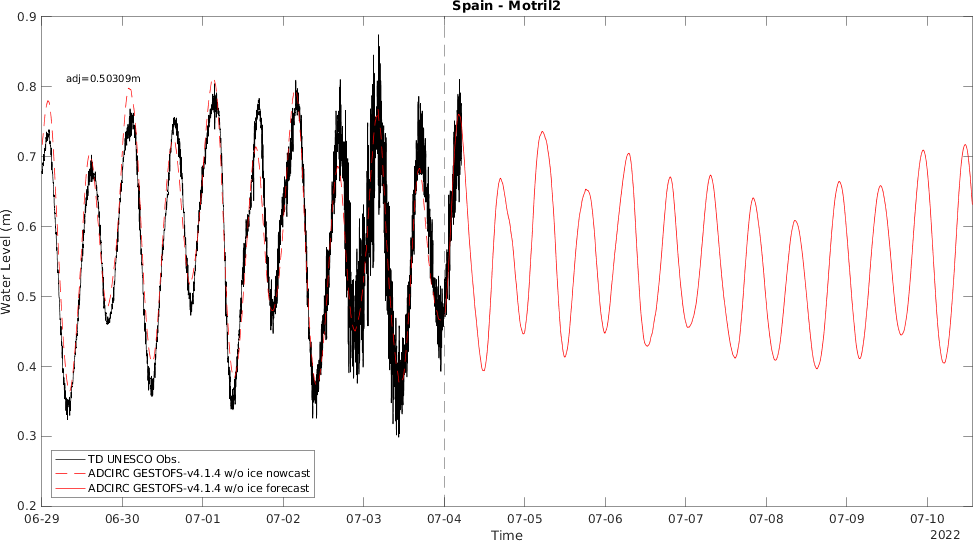 Spain - Motril2
0.9
0.8
0.7
0.6
0.5
0.4
0.3
0.2
Water Level (m)
adj=0.50309m
TD UNESCO Obs.
ADCIRC GESTOFS-v4.1.4 w/o ice nowcast
ADCIRC GESTOFS-v4.1.4 w/o ice forecast
06-29 06-30 07-01 07-02 07-03 07-04 07-05 07-06 07-07 07-08 07-09 07-10
Time
2022